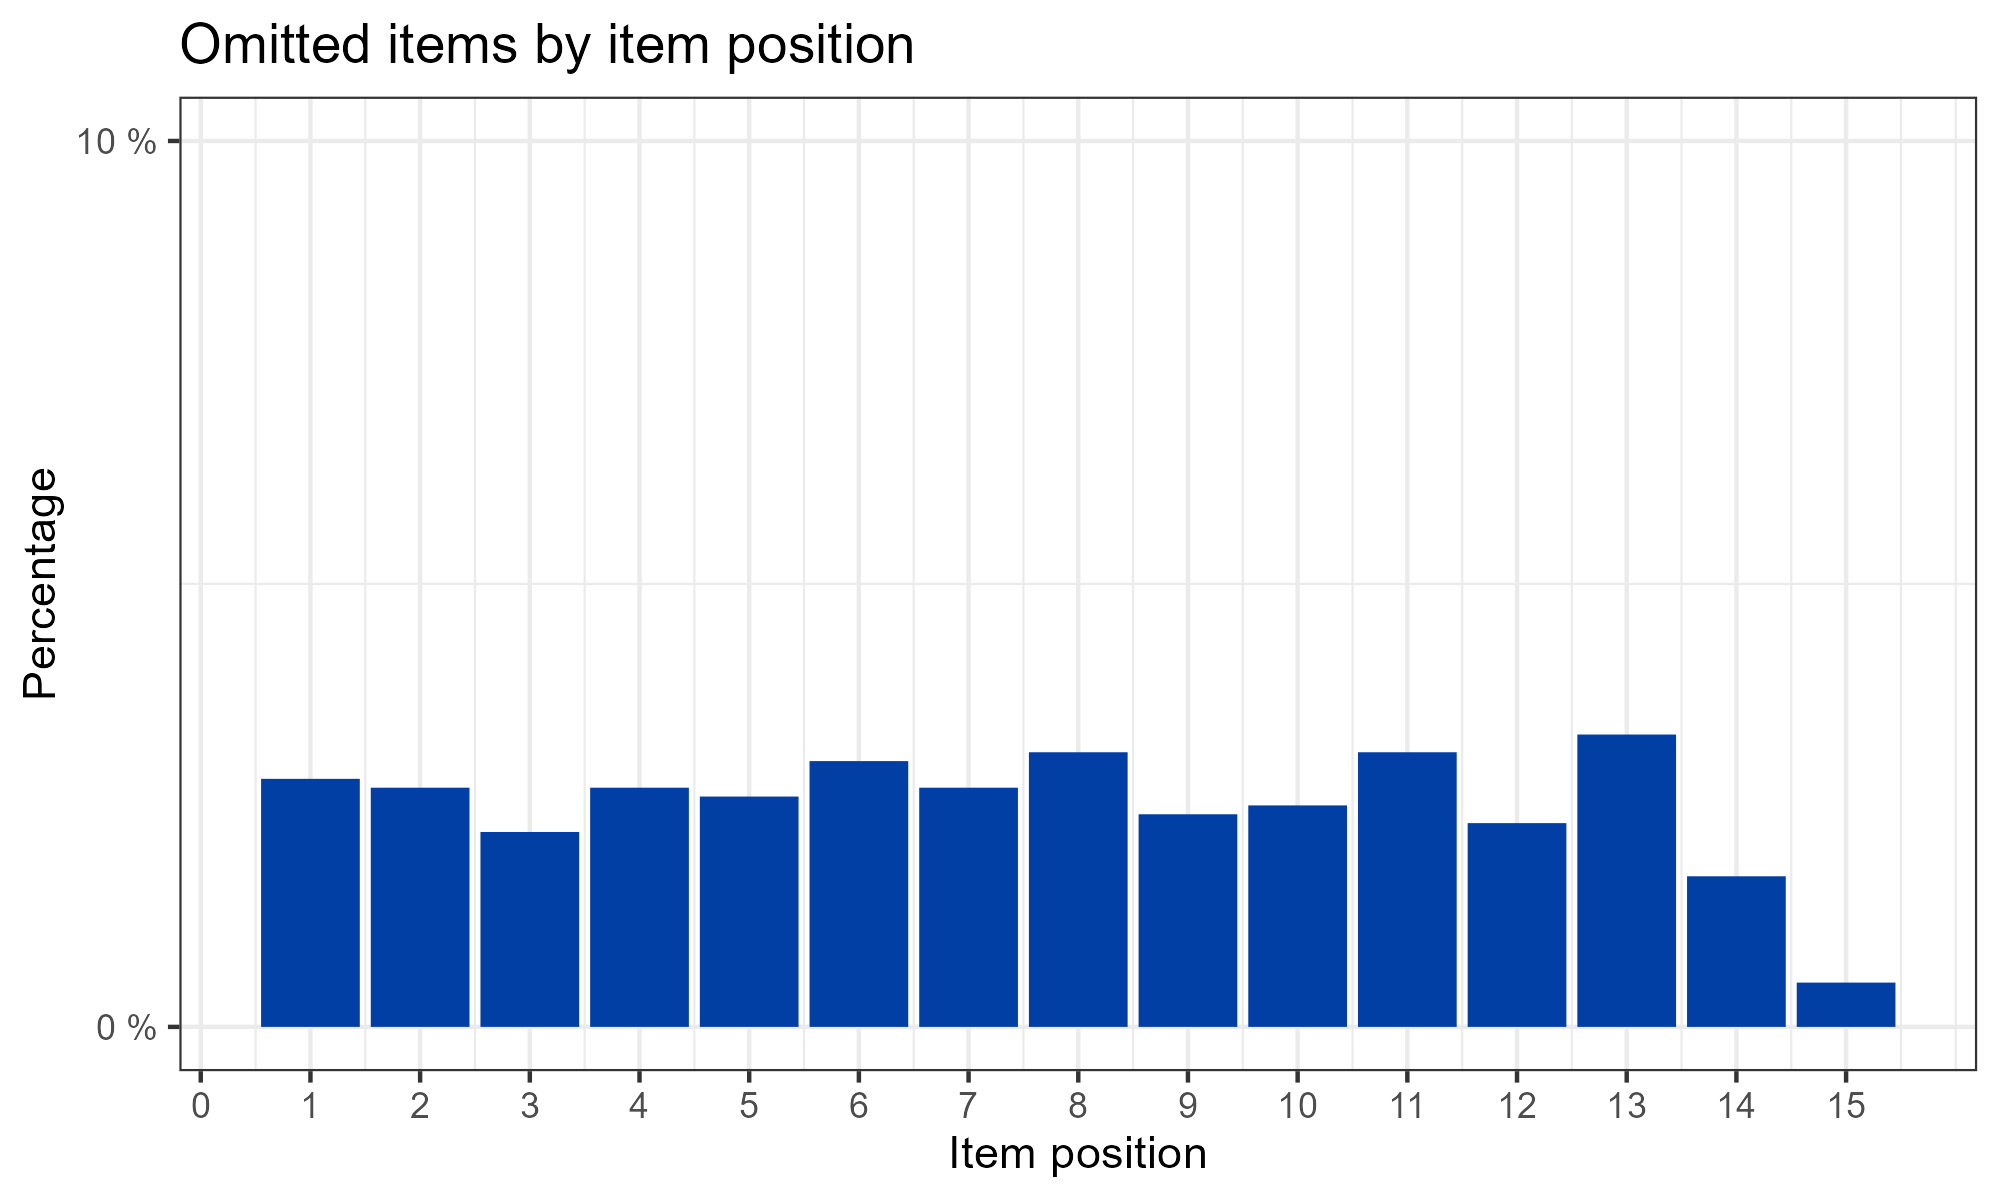 Omitted items by item position
10 %
0 %
Percentage
0 1 2 3 4 5 6 7 8 9 10 11 12 13 14 15
Item position